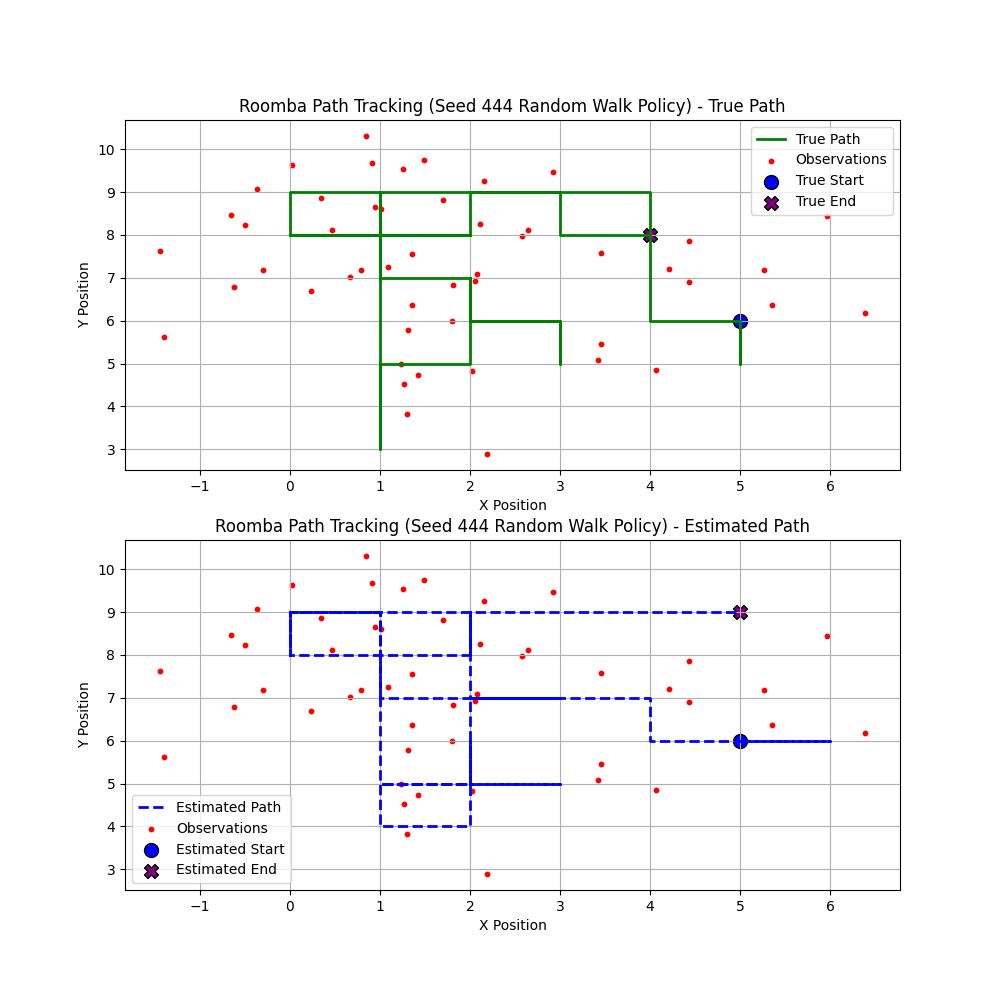 Roomba Path Tracking (Seed 444 Random Walk Policy) - True Path
True Path
Observations
True Start
True End
10
9
8
7
6
5
4
3
Y Position
−1 0 1 2 3 4 5 6
X Position
Roomba Path Tracking (Seed 444 Random Walk Policy) - Estimated Path
10
9
8
7
6
5
4
3
Y Position
Estimated Path
Observations
Estimated Start
Estimated End
−1 0 1 2 3 4 5 6
X Position